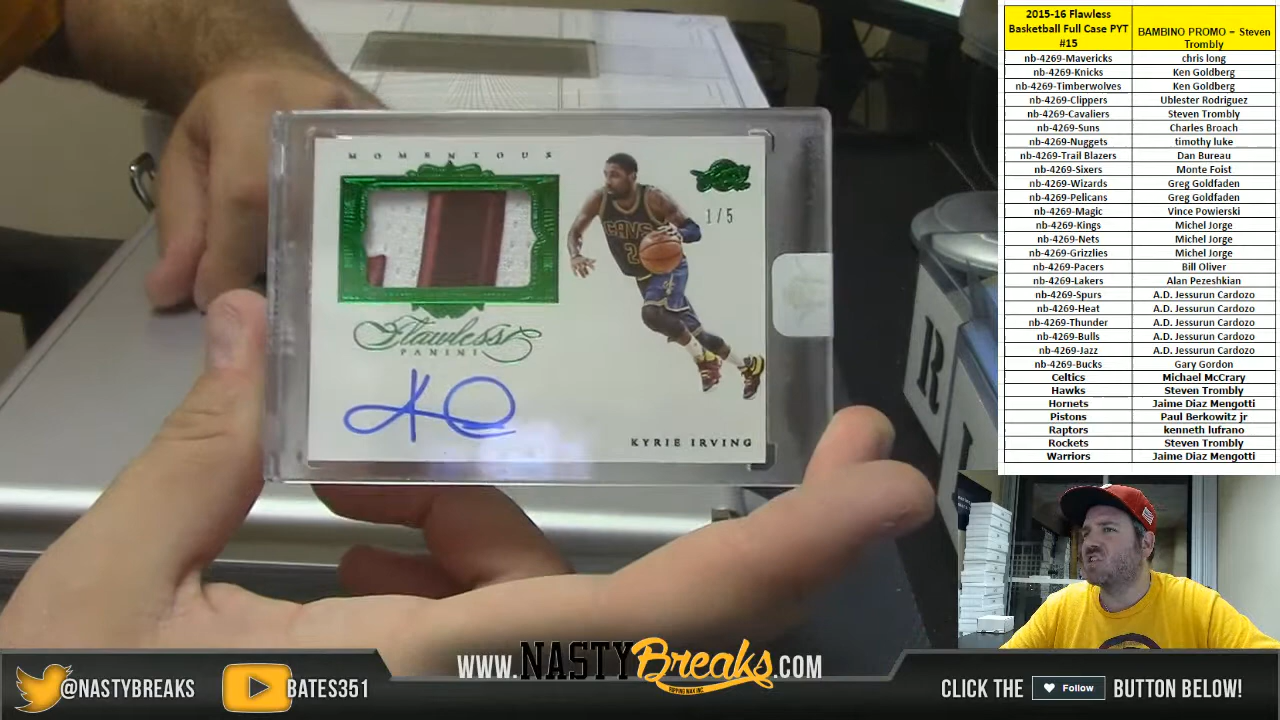 MOMENTOUS
1/5
CAVS
2
Flawless
PANINI
KYRIE IRVING
R
2015-16 Flawless Basketball Full Case PYT #15
BAMBINO PROMO - Steven Trombly
nb-4269-Mavericks chris long
nb-4269-Knicks Ken Goldberg
nb-4269-Timberwolves Ken Goldberg
nb-4269-Clippers Ublester Rodriguez
nb-4269-Cavaliers Steven Trombly
nb-4269-Suns Charles Broach
nb-4269-Nuggets timothy luke
nb-4269-Trail Blazers Dan Bureau
nb-4269-Sixers Monte Foist
nb-4269-Wizards Greg Goldfaden
nb-4269-Pelicans Greg Goldfaden
nb-4269-Magic Vince Powierski
nb-4269-Kings Michel Jorge
nb-4269-Nets Michel Jorge
nb-4269-Grizzlies Michel Jorge
nb-4269-Pacers Bill Oliver
nb-4269-Lakers Alan Pezeshkian
nb-4269-Spurs A.D. Jessurun Cardozo
nb-4269-Heat A.D. Jessurun Cardozo
nb-4269-Thunder A.D. Jessurun Cardozo
nb-4269-Bulls A.D. Jessurun Cardozo
nb-4269-Jazz A.D. Jessurun Cardozo
nb-4269-Bucks Gary Gordon
Celtics Michael McCrary
Hawks Steven Trombly
Hornets Jaime Diaz Mengotti
Pistons Paul Berkowitz jr
Raptors kenneth lufrano
Rockets Steven Trombly
Warriors Jaime Diaz Mengotti
@NASTYBREAKS
BATES351
WWW.NASTYBreaks.COM
RIPPING WAX INC.
CLICK THE Follow BUTTON BELOW!